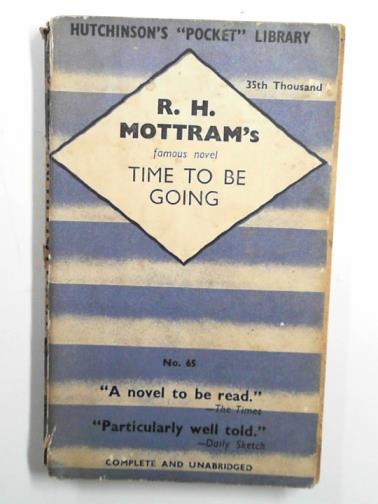 HUTCHINSON'S "POCKET" LIBRARY
35th Thousand
R. H.
MOTTRAM's
famous novel
TIME TO BE
GOING
No. 65
"A novel to be read."
—The Times
"Particularly well told."
—Daily Sketch
COMPLETE AND UNABRIDGED